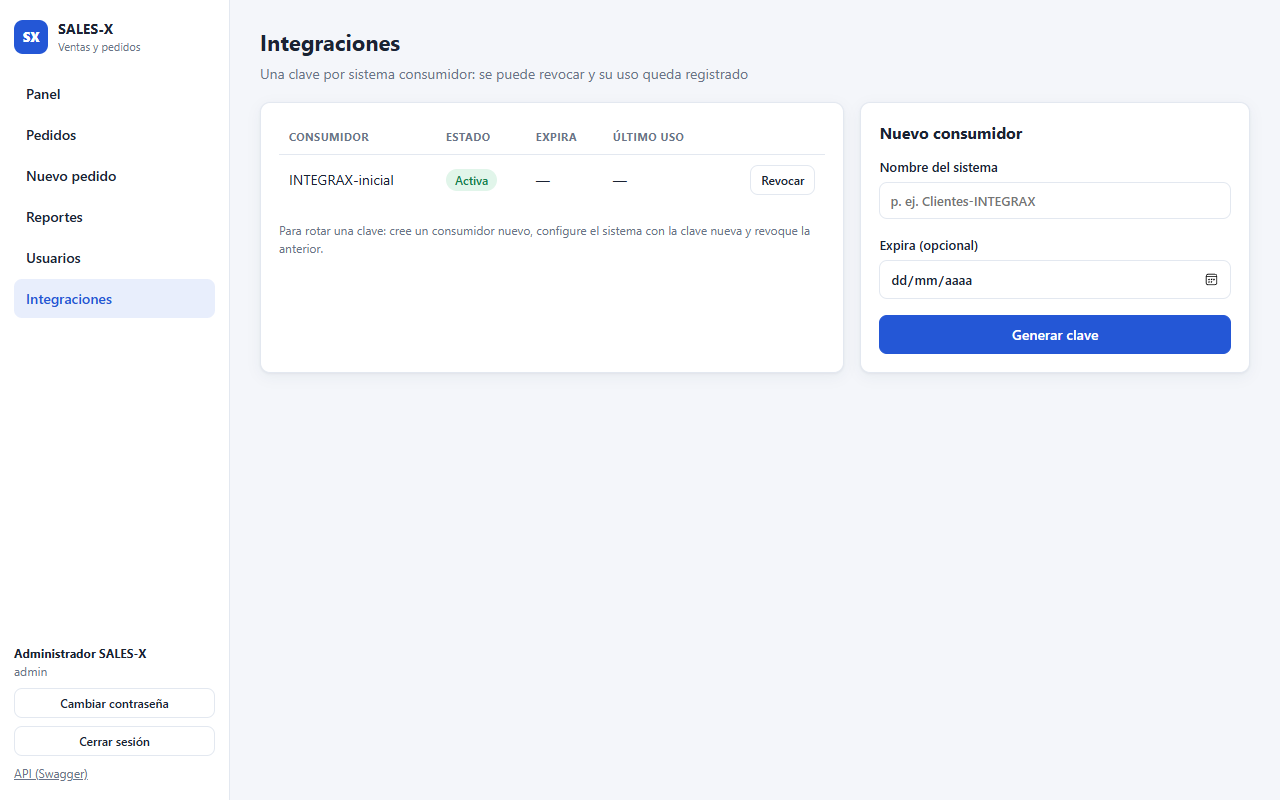 SX
SALES-X
Ventas y pedidos
Panel
Pedidos
Nuevo pedido
Reportes
Usuarios
Integraciones
Administrador SALES-X
admin
Cambiar contraseña
Cerrar sesión
API (Swagger)
Integraciones
Una clave por sistema consumidor: se puede revocar y su uso queda registrado
CONSUMIDOR ESTADO EXPIRA ÚLTIMO USO
INTEGRAX-inicial Activa — — Revocar
Para rotar una clave: cree un consumidor nuevo, configure el sistema con la clave nueva y revoque la
anterior.
Nuevo consumidor
Nombre del sistema
p. ej. Clientes-INTEGRAX
Expira (opcional)
dd/mm/aaaa
Generar clave